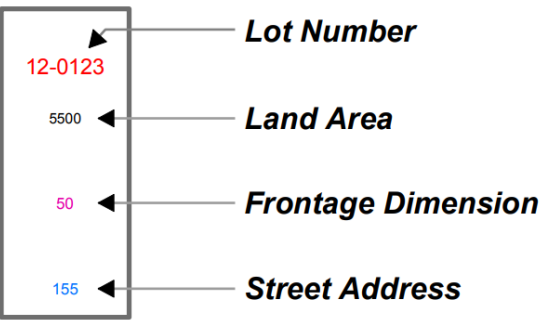 Lot Number
12-0123
5500 Land Area
50 Frontage Dimension
155 Street Address